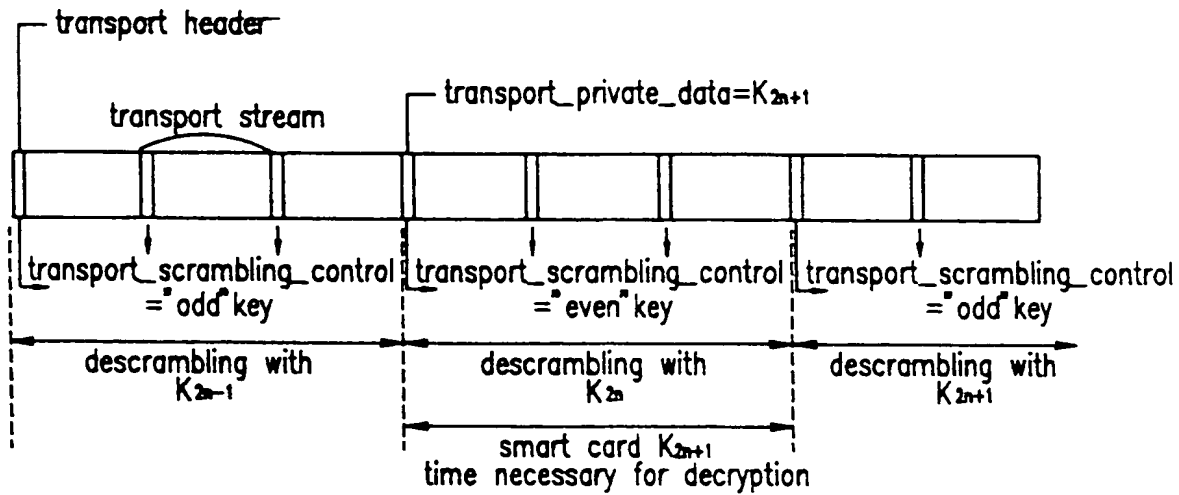 transport header
transport_private_data=K2n+1
transport stream
transport_scrambling_control
="odd" key
transport_scrambling_control
="even" key
transport_scrambling_control
="odd" key
descrambling with
K2n-1
descrambling with
K2n
descrambling with
K2n+1
smart card K2n+1
time necessary for decryption